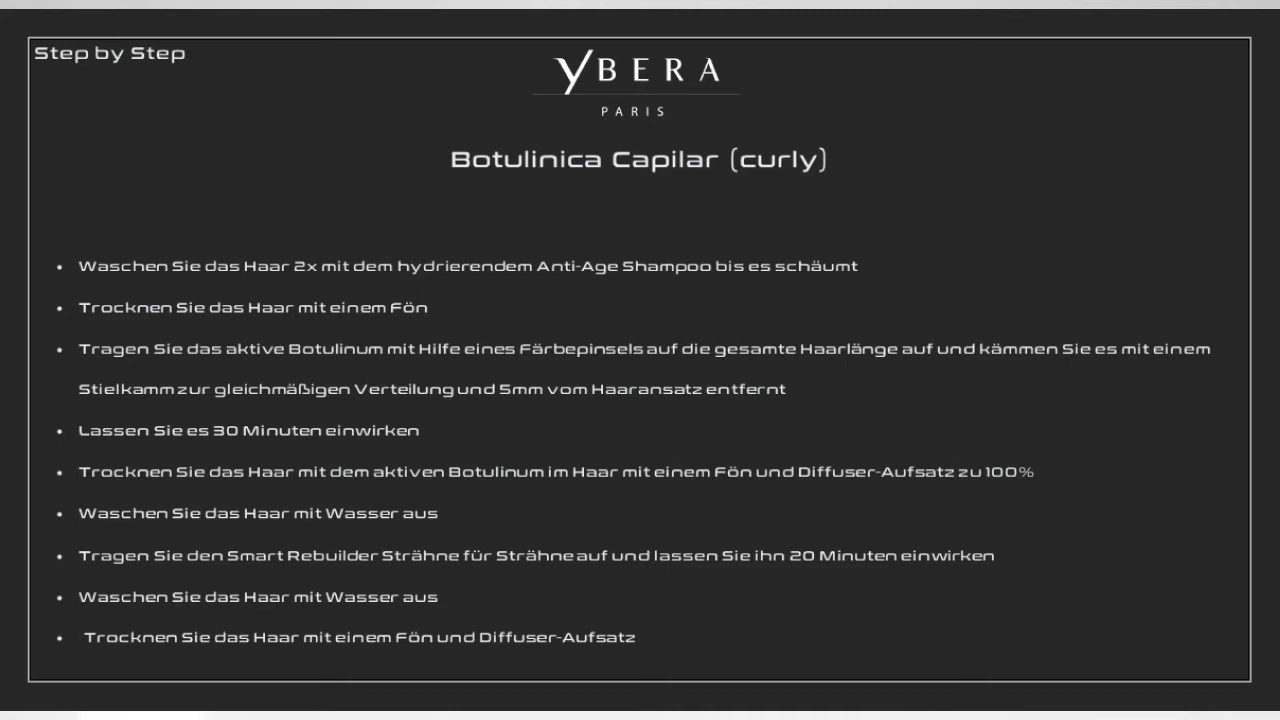 Step by Step
YBERA
PARIS
Botulinica Capilar (curly)
• Waschen Sie das Haar 2x mit dem hydrierendem Anti-Age Shampoo bis es schäumt
• Trocknen Sie das Haar mit einem Fön
• Tragen Sie das aktive Botulinum mit Hilfe eines Färbepinsels auf die gesamte Haarlänge auf und kämmen Sie es mit einem
Stielkamm zur gleichmäßigen Verteilung und 5mm vom Haaransatz entfernt
• Lassen Sie es 30 Minuten einwirken
• Trocknen Sie das Haar mit dem aktiven Botulinum im Haar mit einem Fön und Diffuser-Aufsatz zu 100%
• Waschen Sie das Haar mit Wasser aus
• Tragen Sie den Smart Rebuilder Strähne für Strähne auf und lassen Sie ihn 20 Minuten einwirken
• Waschen Sie das Haar mit Wasser aus
• Trocknen Sie das Haar mit einem Fön und Diffuser-Aufsatz